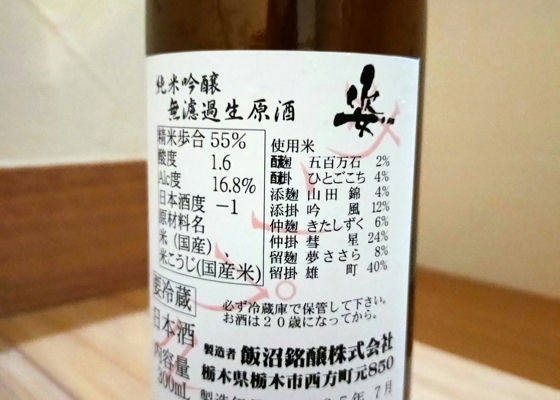 純米吟醸
無濾過生原酒
姿
精米歩合 55%
酸度 1.6
Alc度 16.8%
日本酒度 -1
原材料名
米(国産)、
米こうじ(国産米)
使用米
酛麹 五百万石 2%
酛掛 ひとごこち 4%
添麹 山田錦 4%
添掛 吟風 12%
仲麹 きたしずく 6%
仲掛 彗星 24%
留麹 夢ささら 8%
留掛 雄町 40%
要冷蔵
必ず冷蔵庫で保管して下さい。
お酒は20歳になってから。
日本酒
内容量
300mL
製造者 飯沼銘醸株式会社
栃木県栃木市西方町元850